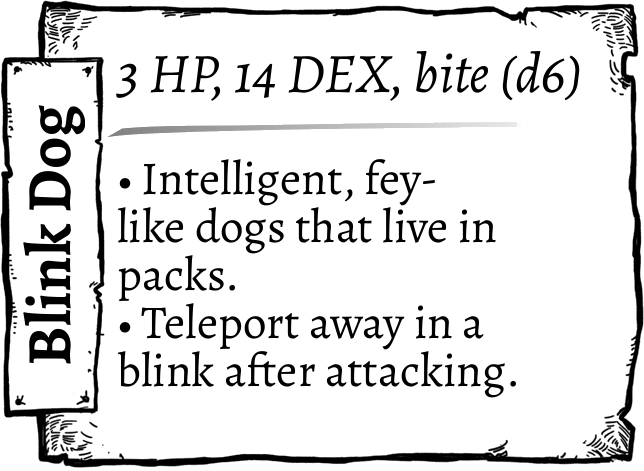 Blink Dog
3 HP, 14 DEX, bite (d6)
• Intelligent, fey-
like dogs that live in
packs.
• Teleport away in a
blink after attacking.